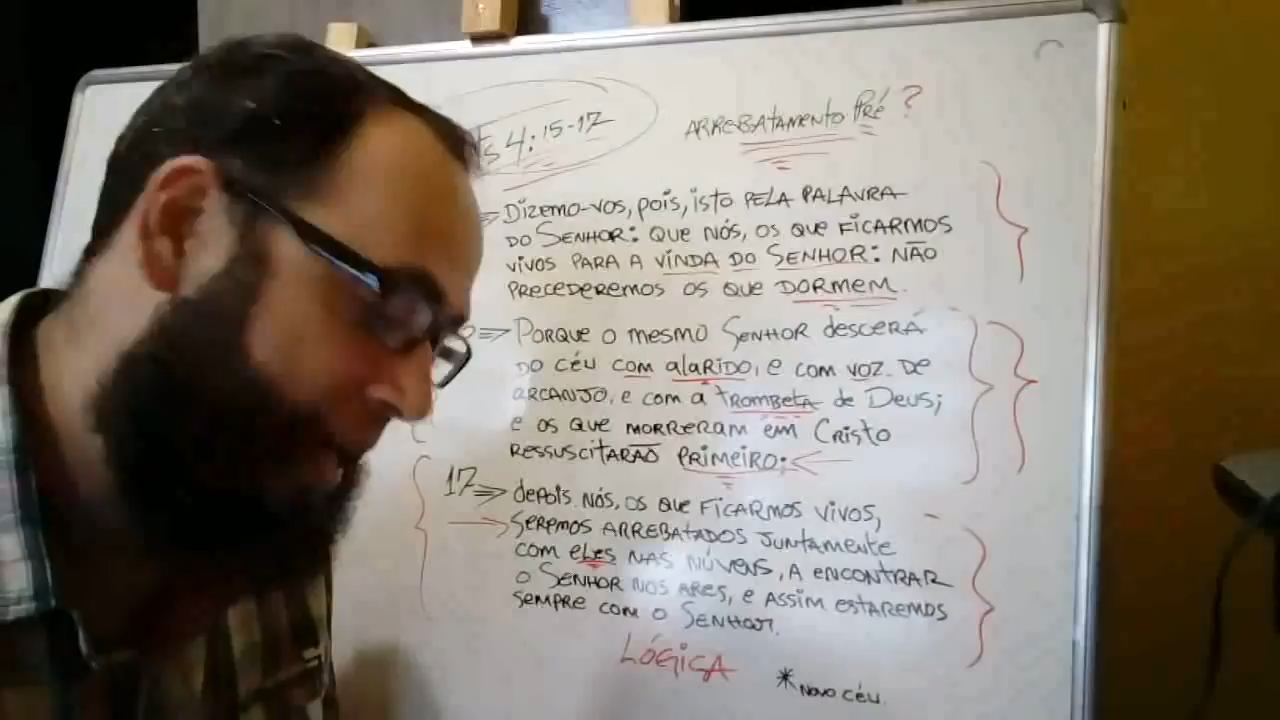 Ts 4:15-17
ARREBATAMENTO PRÉ ?
Dizemo-vos, pois, isto PELA PALAVRA
DO SENHOR: QUE NÓS, OS QUE FICARMOS
VIVOS PARA A VINDA DO SENHOR: NÃO
PRECEDEREMOS OS QUE DORMEM.
PORQUE O MESMO SENHOR DESCERÁ
DO CÉU COM ALARIDO, E COM VOZ DE
ARCANJO, E COM A TROMBETA de Deus;
E OS QUE MORRERAM EM CRISTO
RESSUSCITARÃO PRIMEIRO;
17 DEPOIS NÓS, OS QUE FICARMOS VIVOS,
SEREMOS ARREBATADOS JUNTAMENTE
COM ELES NAS NÚVENS, A ENCONTRAR
O SENHOR NOS ARES, E ASSIM ESTAREMOS
SEMPRE COM O SENHOR.
LÓGICA
*NOVO CÉU.